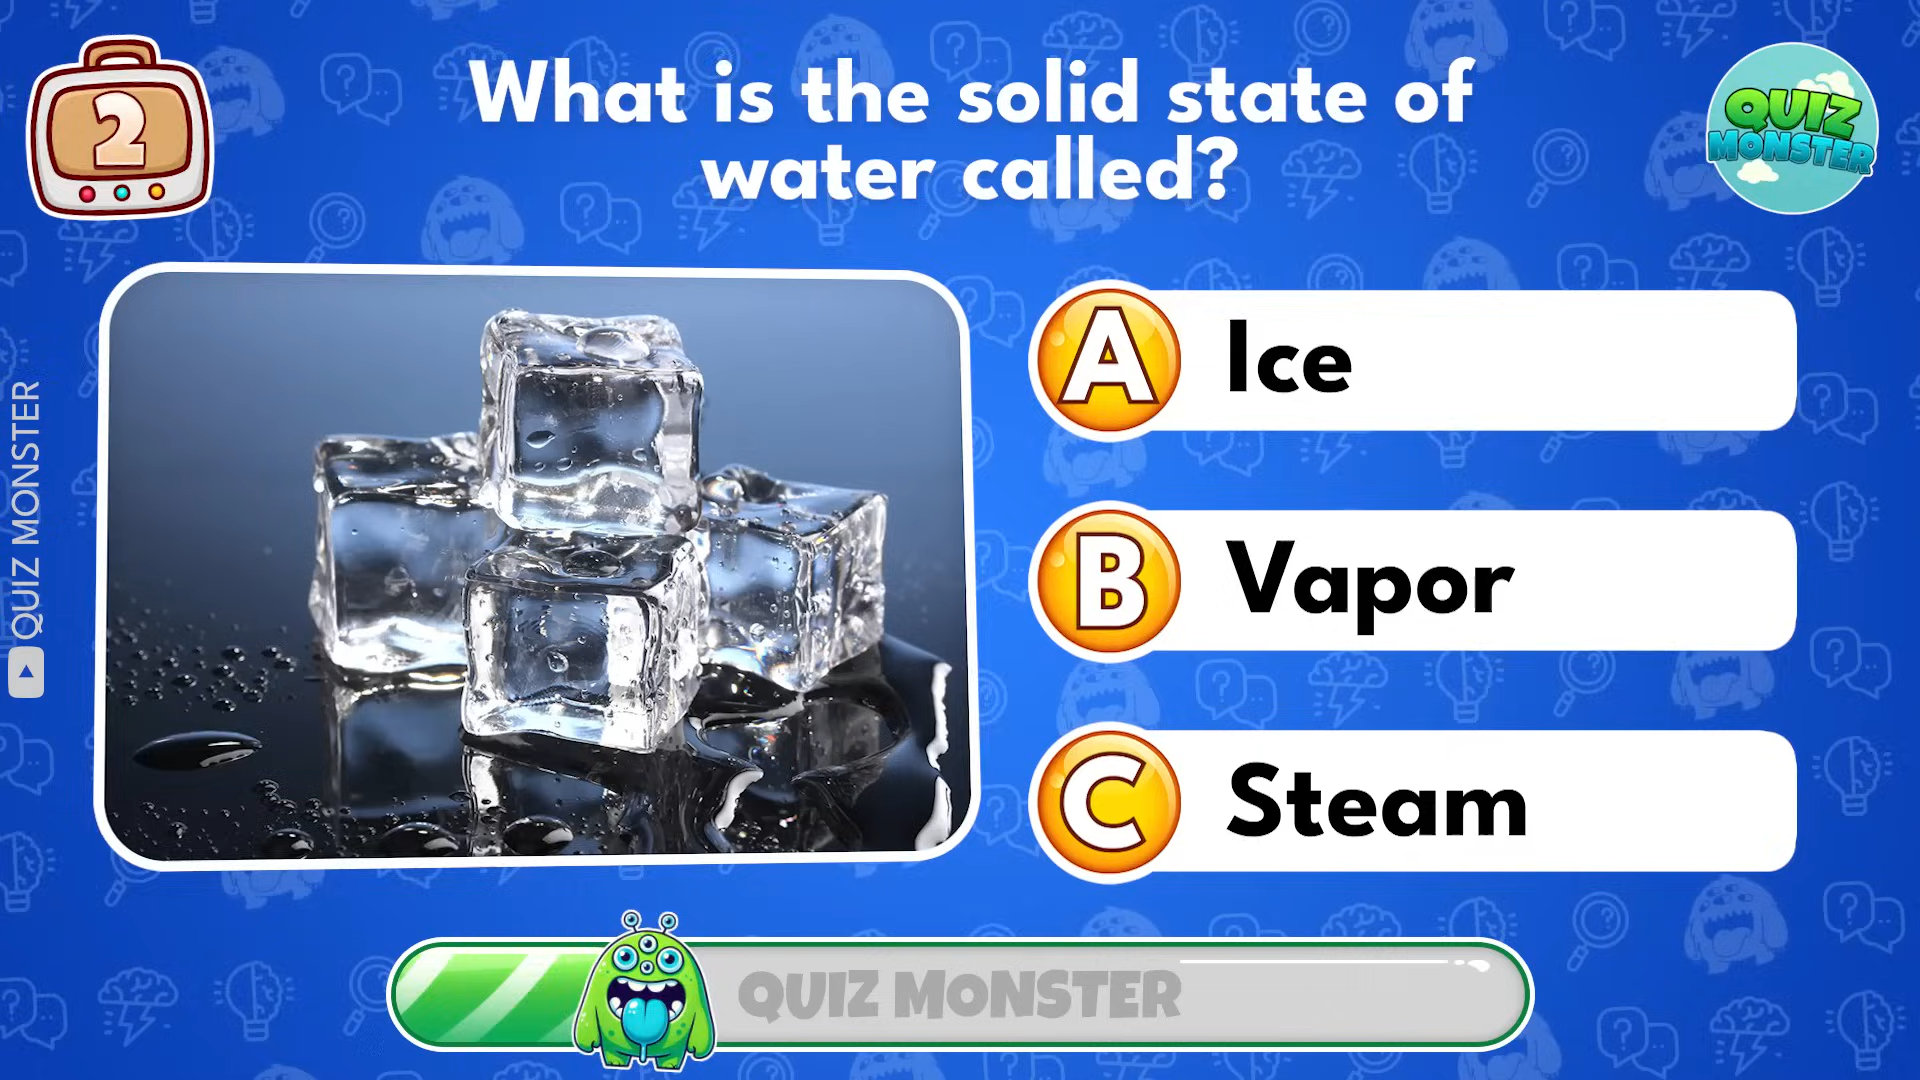 2
What is the solid state of
water called?
QUIZ
MONSTER
A Ice
B Vapor
C Steam
QUIZ MONSTER
QUIZ MONSTER